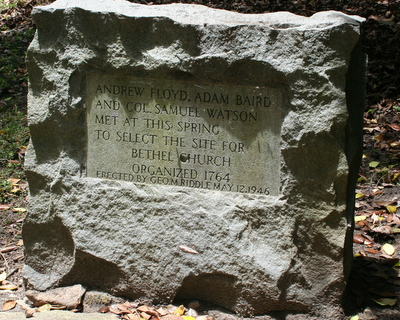 ANDREW FLOYD, ADAM BAIRD
AND COL. SAMUEL WATSON
MET AT THIS SPRING
TO SELECT THE SITE FOR
BETHEL CHURCH
ORGANIZED 1764
ERECTED BY GEO.M.RIDDLE MAY 12,1946